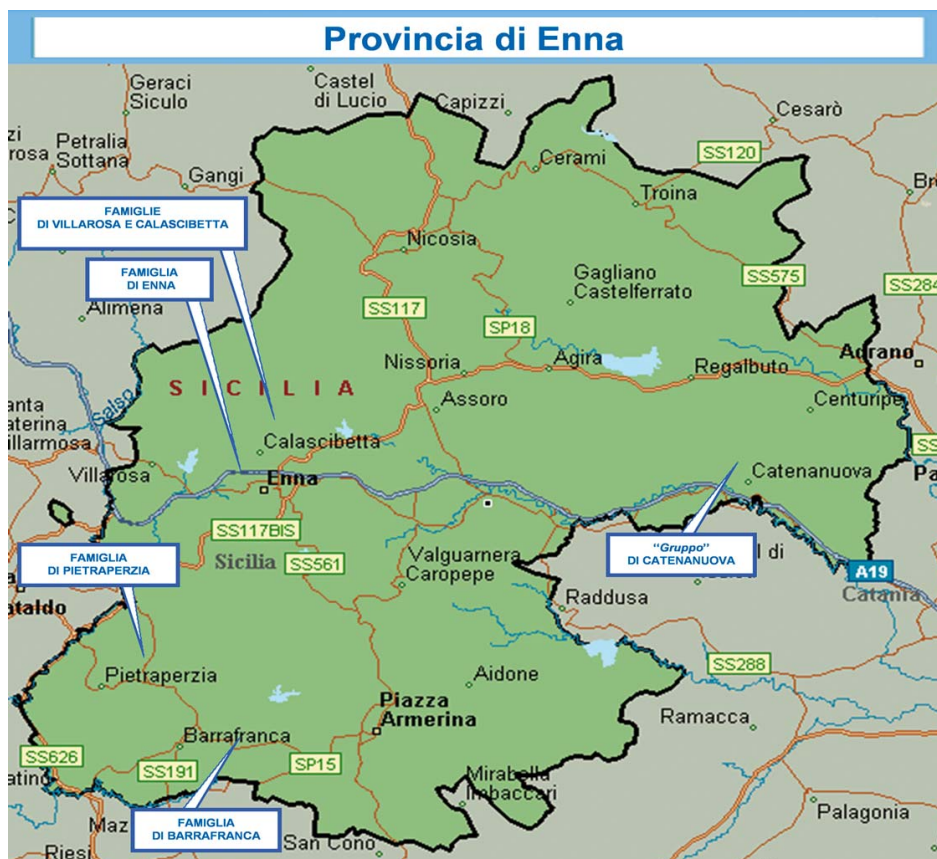 Provincia di Enna
Geraci
Siculo
Castel
di Lucio
Capizzi
Cesarò
Petralia
Sottana
Gangi
Cerami
SS120
Troina
FAMIGLIE
DI VILLAROSA E CALASCIBETTA
Nicosia
FAMIGLIA
DI ENNA
Gagliano
Castelferrato
SS575
SS284
Alimena
SS117
SP18
Nissoria
Agira
Regalbuto
Adrano
SICILIA
Salso
Assoro
Centuripe
Calascibetta
Villarosa
Enna
Catenanuova
SS117BIS
Sicilia
SS561
Valguarnera
Caropepe
"Gruppo"
DI CATENANUOVA
FAMIGLIA
DI PIETRAPERZIA
A19
Catania
Raddusa
SS288
Pietraperzia
Aidone
Piazza
Armerina
Ramacca
Barrafranca
SS626
SS191
SP15
Mirabella
Imbaccari
FAMIGLIA
DI BARRAFRANCA
Palagonia
San Cono
Riesi